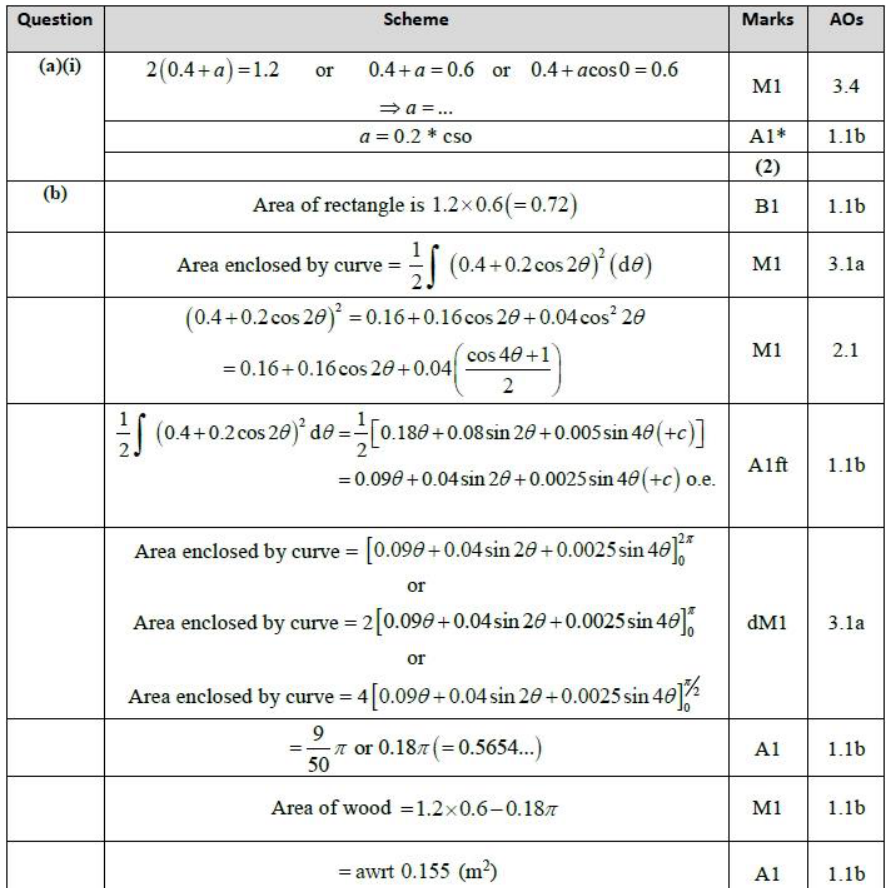 Question Scheme Marks AOs
(a)(i) 2(0.4+a)=1.2 or 0.4+a=0.6 or 0.4+acos0=0.6
⇒ a=...
M1 3.4
a=0.2 * cso A1* 1.1b
(2)
(b) Area of rectangle is 1.2×0.6(=0.72) B1 1.1b
Area enclosed by curve = 1/2 ∫ (0.4+0.2cos2θ)² (dθ) M1 3.1a
(0.4+0.2cos2θ)² = 0.16+0.16cos2θ+0.04cos²2θ
= 0.16+0.16cos2θ+0.04((cos4θ+1)/2)
M1 2.1
1/2 ∫ (0.4+0.2cos2θ)² dθ = 1/2[0.18θ+0.08sin2θ+0.005sin4θ(+c)]
= 0.09θ+0.04sin2θ+0.0025sin4θ(+c) o.e.
A1ft 1.1b
Area enclosed by curve = [0.09θ+0.04sin2θ+0.0025sin4θ]₀^{2π}
or
Area enclosed by curve = 2[0.09θ+0.04sin2θ+0.0025sin4θ]₀^{π}
or
Area enclosed by curve = 4[0.09θ+0.04sin2θ+0.0025sin4θ]₀^{π/2}
dM1 3.1a
= 9/50 π or 0.18π(=0.5654...) A1 1.1b
Area of wood =1.2×0.6−0.18π M1 1.1b
= awrt 0.155 (m²) A1 1.1b